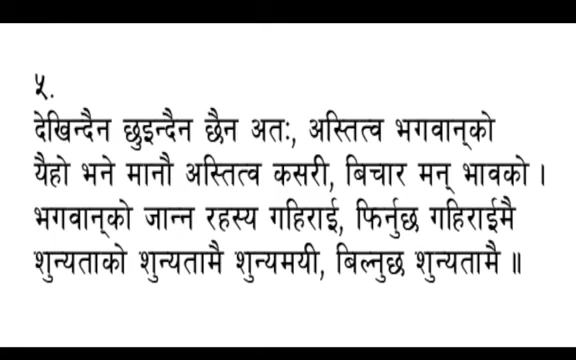 ५.
देखिन्दैन छुइन्दैन छैन अतः, अस्तित्व भगवान्‌को
यैहो भने मानौ अस्तित्व कसरी, बिचार मन् भावको ।
भगवान्‌को जान्न रहस्य गहिराई, फिर्नुछ गहिराईमै
शुन्यताको शुन्यतामै शुन्यमयी, बिल्नुछ शुन्यतामै ॥